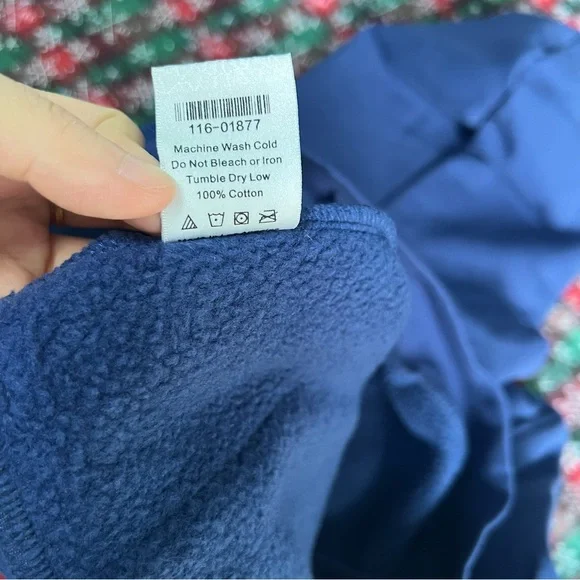 116-01877
Machine Wash Cold
Do Not Bleach or Iron
Tumble Dry Low
100% Cotton